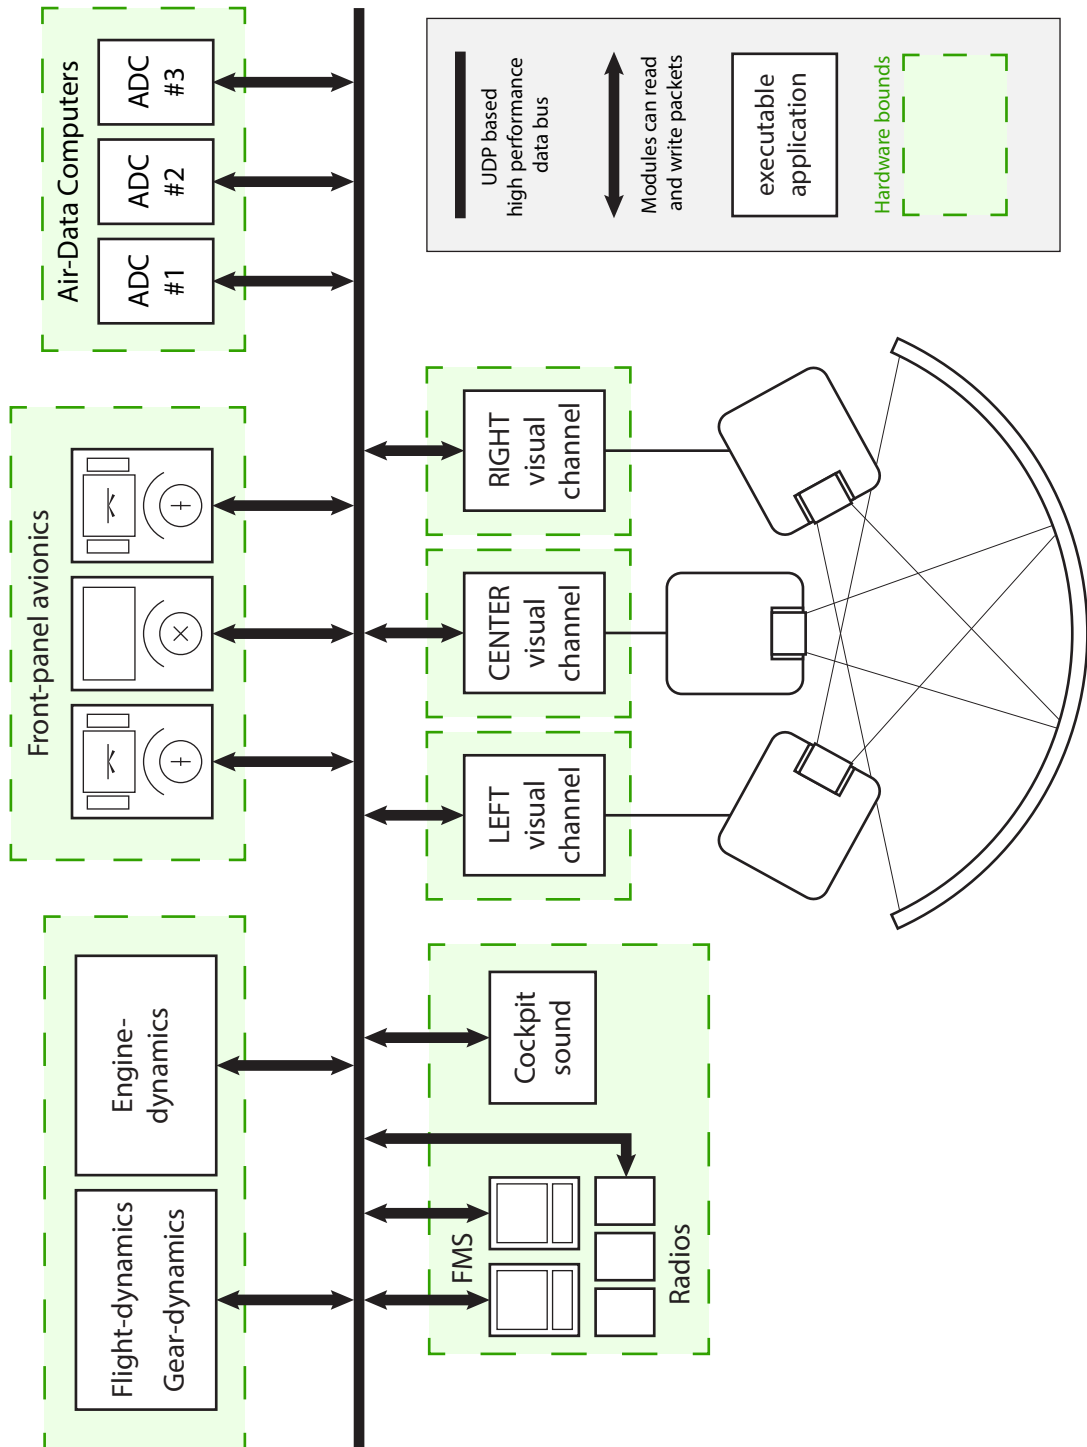 Flight-dynamics
Gear-dynamics
Engine-
dynamics
Front-panel avionics
Air-Data Computers
ADC
#1
ADC
#2
ADC
#3
FMS
Radios
Cockpit
sound
LEFT
visual
channel
CENTER
visual
channel
RIGHT
visual
channel
UDP based
high performance
data bus
Modules can read
and write packets
executable
application
Hardware bounds